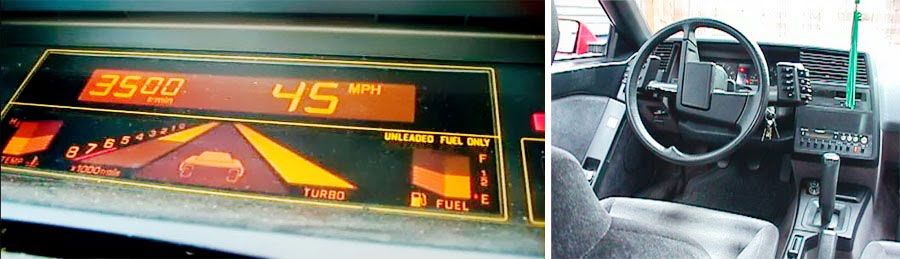 3500
r/min
45 MPH
UNLEADED FUEL ONLY
H
TEMP
8 7 6 5 4 3 2 1 0
x1000r/min
TURBO
F
1/2
E
FUEL